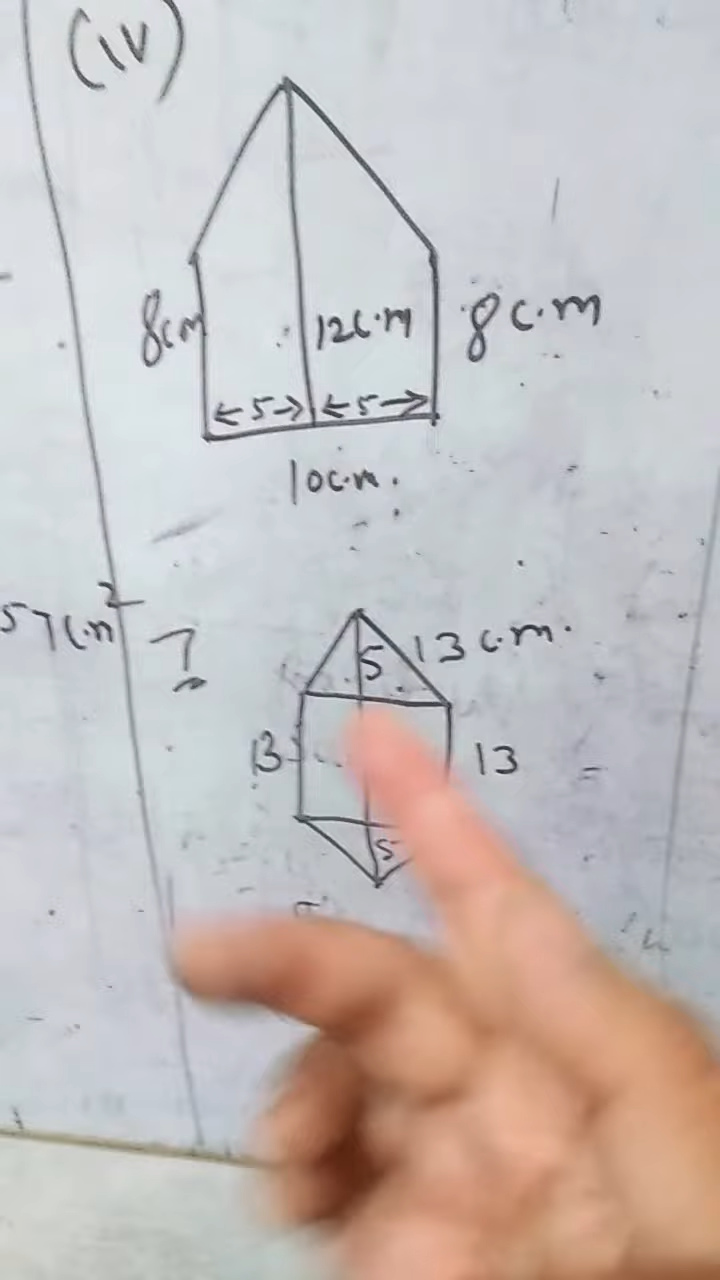 (iv)
8cm 12c.m 8c.m
←5→ ←5→
10c.m.
57cm²
5 13c.m.
13 13
5